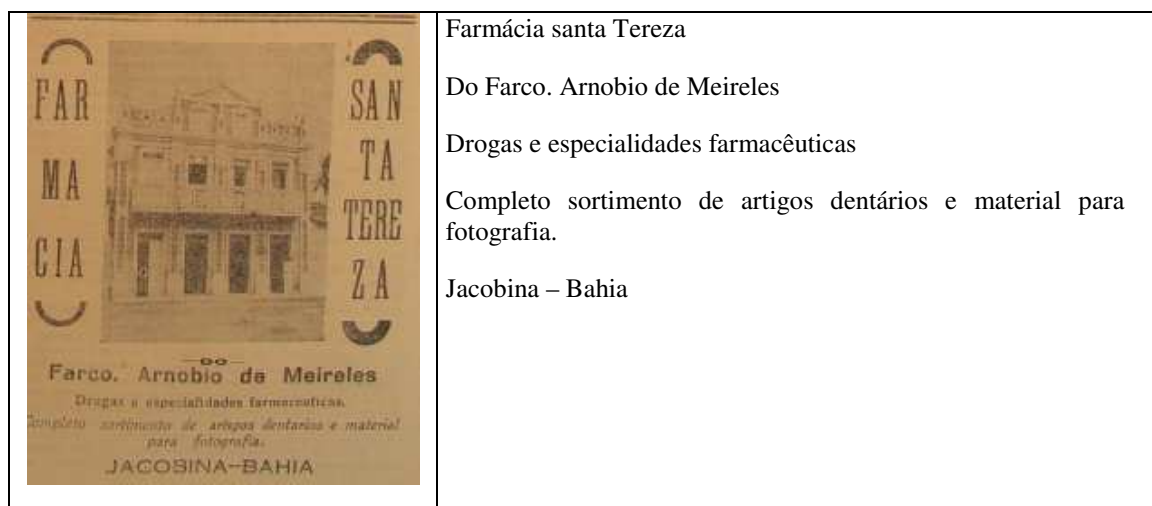 FAR
MA
CIA
SAN
TA
TERE
ZA
Farco. Arnobio de Meireles
Drogas e especialidades farmaceuticas.
Completo sortimento de artigos dentarios e material
para fotografia.
JACOBINA-BAHIA
Farmácia santa Tereza
Do Farco. Arnobio de Meireles
Drogas e especialidades farmacêuticas
Completo sortimento de artigos dentários e material para
fotografia.
Jacobina – Bahia